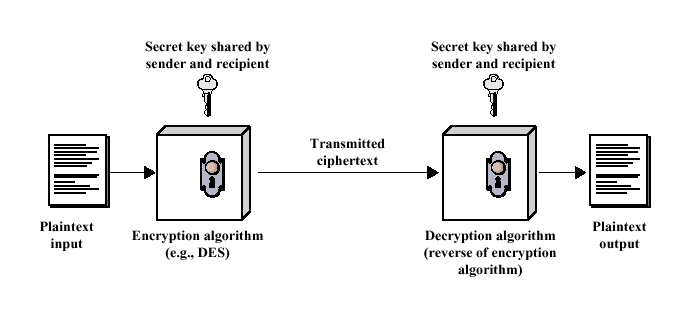 Secret key shared by
sender and recipient
Secret key shared by
sender and recipient
Transmitted
ciphertext
Plaintext
input
Encryption algorithm
(e.g., DES)
Decryption algorithm
(reverse of encryption
algorithm)
Plaintext
output